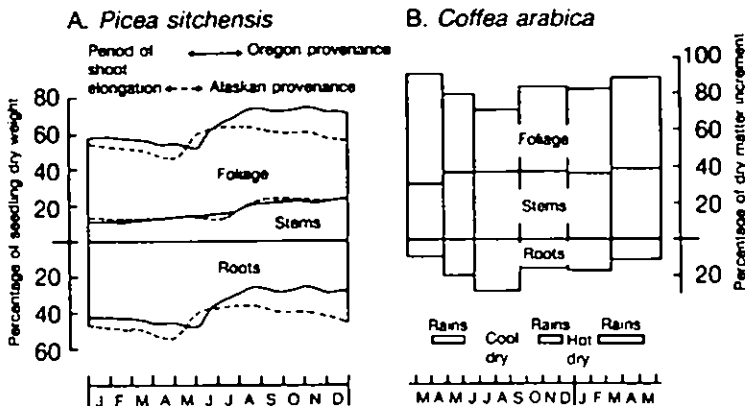 A. Picea sitchensis
Period of shoot elongation
Oregon provenance
Alaskan provenance
80
60
40
20
20
40
60
Percentage of seedling dry weight
Foliage
Stems
Roots
J F M A M J J A S O N D
B. Coffea arabica
100
80
60
40
20
20
Percentage of dry matter increment
Foliage
Stems
Roots
Rains
Cool dry
Rains
Hot dry
Rains
M A M J J A S O N D J F M A M